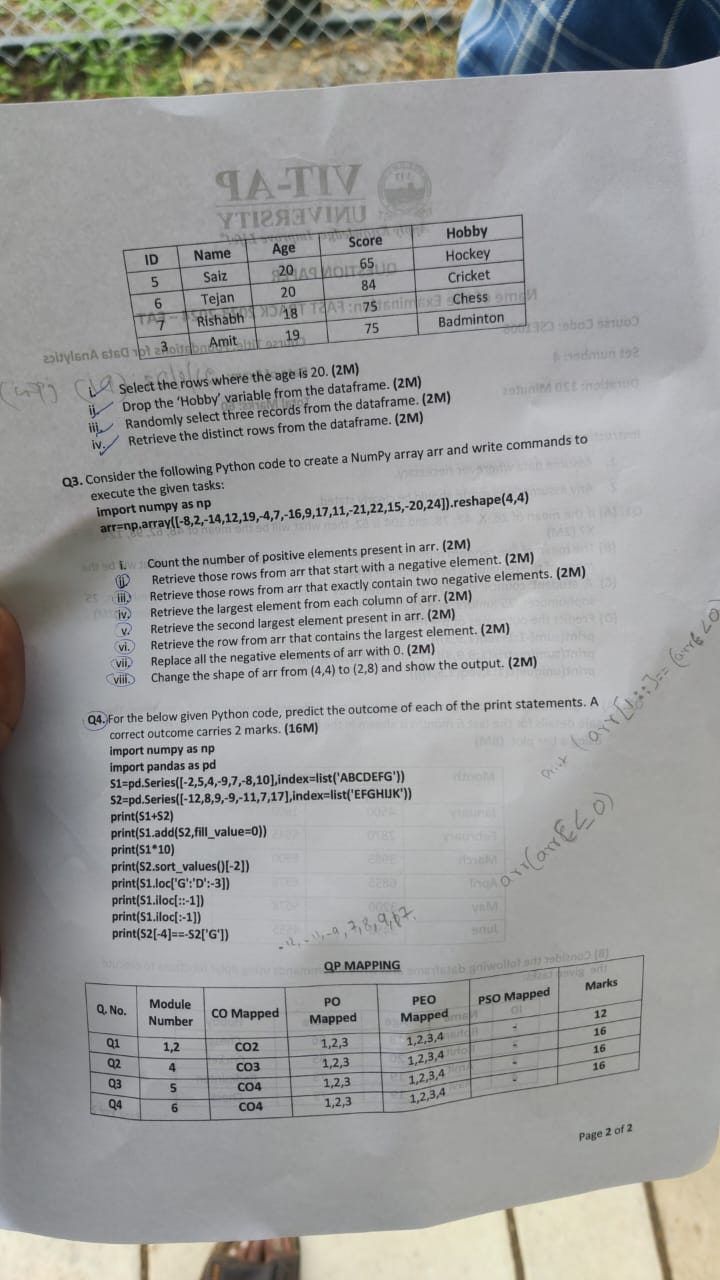 VIT-AP
UNIVERSITY
ID Name Age Score Hobby
5 Saiz 20 65 Hockey
6 Tejan 20 84 Cricket
7 Rishabh 18 75 Chess
3 Amit 19 75 Badminton
i. Select the rows where the age is 20. (2M)
ii. Drop the 'Hobby' variable from the dataframe. (2M)
iii. Randomly select three records from the dataframe. (2M)
iv. Retrieve the distinct rows from the dataframe. (2M)
Q3. Consider the following Python code to create a NumPy array arr and write commands to
execute the given tasks:
import numpy as np
arr=np.array([-8,2,-14,12,19,-4,7,-16,9,17,11,-21,22,15,-20,24]).reshape(4,4)
i. Count the number of positive elements present in arr. (2M)
ii. Retrieve those rows from arr that start with a negative element. (2M)
iii. Retrieve those rows from arr that exactly contain two negative elements. (2M)
iv. Retrieve the largest element from each column of arr. (2M)
v. Retrieve the second largest element present in arr. (2M)
vi. Retrieve the row from arr that contains the largest element. (2M)
vii. Replace all the negative elements of arr with 0. (2M)
viii. Change the shape of arr from (4,4) to (2,8) and show the output. (2M)
Q4. For the below given Python code, predict the outcome of each of the print statements. A
correct outcome carries 2 marks. (16M)
import numpy as np
import pandas as pd
S1=pd.Series([-2,5,4,-9,7,-8,10],index=list('ABCDEFG'))
S2=pd.Series([-12,8,9,-9,-11,7,17],index=list('EFGHIJK'))
print(S1+S2)
print(S1.add(S2,fill_value=0))
print(S1*10)
print(S2.sort_values()[-2])
print(S1.loc['G':'D':-3])
print(S1.iloc[::-1])
print(S1.iloc[:-1])
print(S2[-4]==-S2['G'])
QP MAPPING
Q. No. Module Number CO Mapped PO Mapped PEO Mapped PSO Mapped Marks
Q1 1,2 CO2 1,2,3 1,2,3,4 - 12
Q2 4 CO3 1,2,3 1,2,3,4 - 16
Q3 5 CO4 1,2,3 1,2,3,4 - 16
Q4 6 CO4 1,2,3 1,2,3,4 - 16
Page 2 of 2